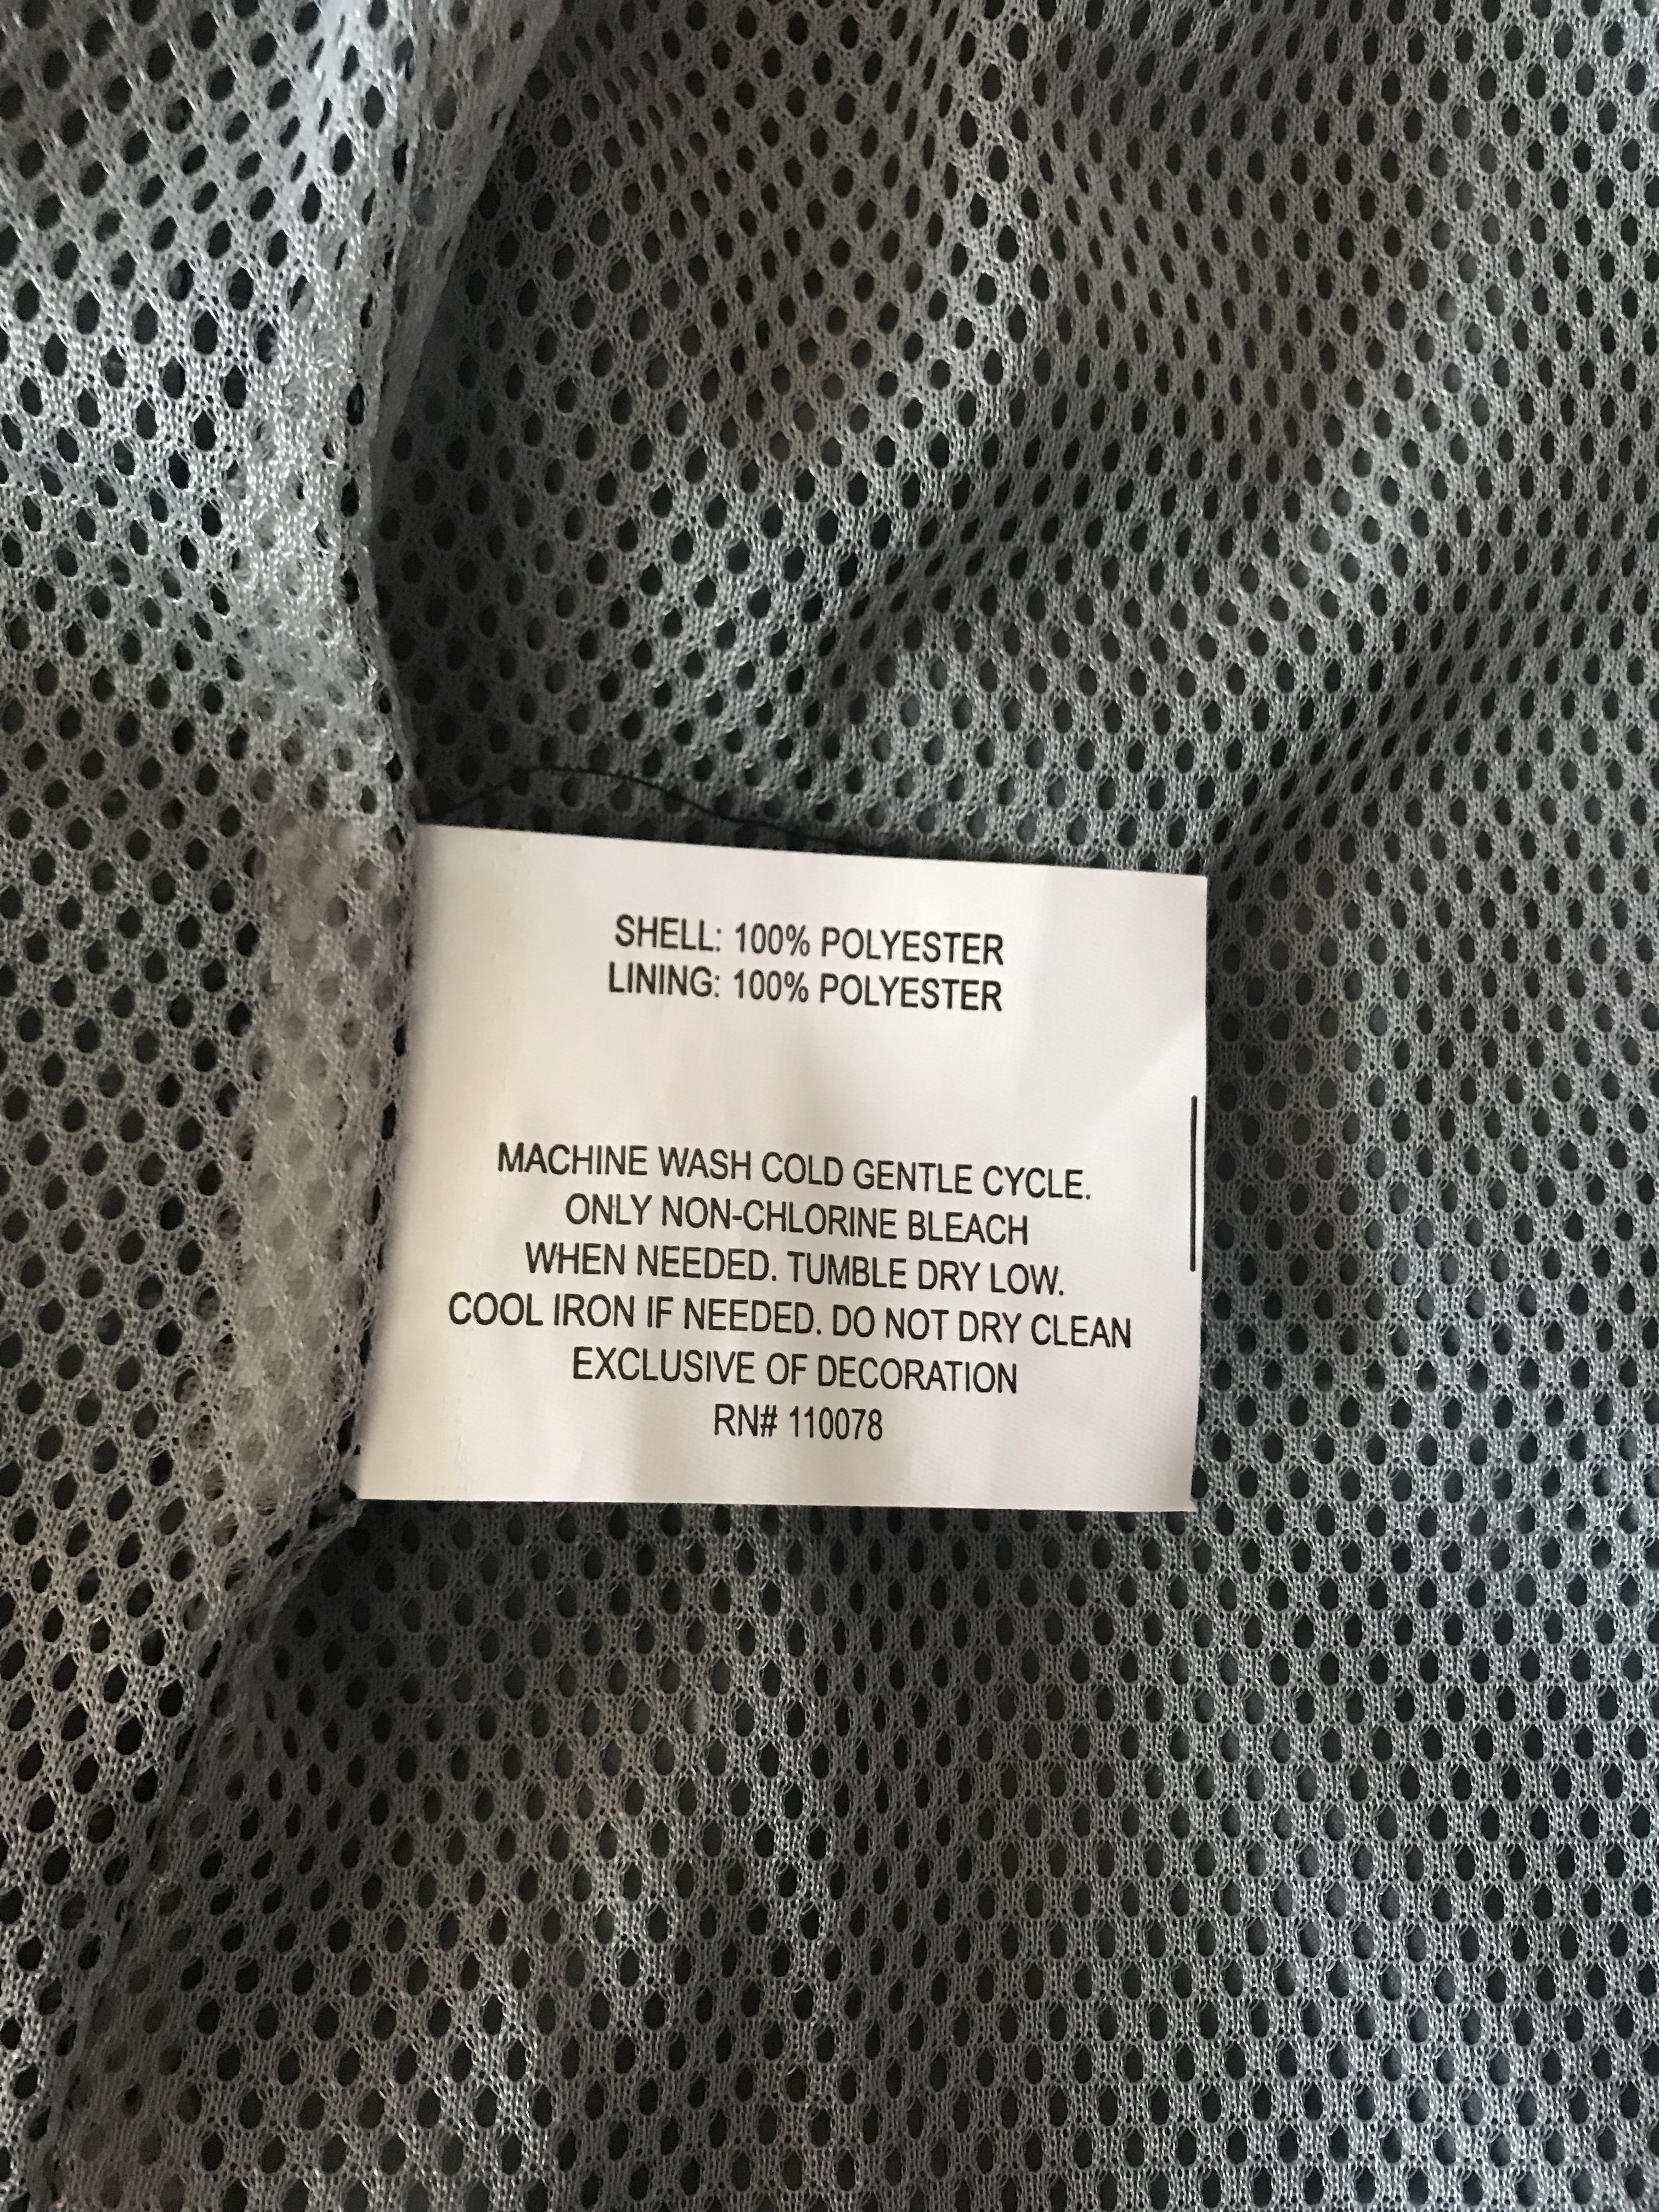 SHELL: 100% POLYESTER
LINING: 100% POLYESTER
MACHINE WASH COLD GENTLE CYCLE.
ONLY NON-CHLORINE BLEACH
WHEN NEEDED. TUMBLE DRY LOW.
COOL IRON IF NEEDED. DO NOT DRY CLEAN
EXCLUSIVE OF DECORATION
RN# 110078